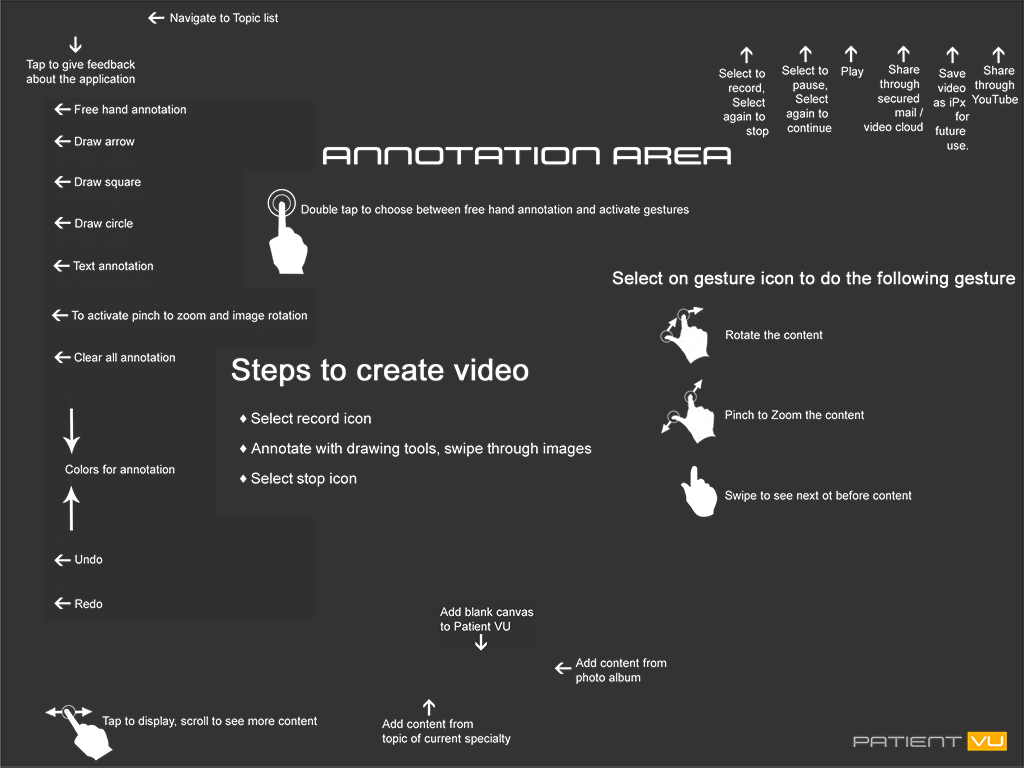 Navigate to Topic list
Tap to give feedback
about the application
Select to
record,
Select
again to
stop
Select to
pause,
Select
again to
continue
Play
Share
through
secured
mail /
video cloud
Save
video
as iPx
for
future
use.
Share
through
YouTube
Free hand annotation
Draw arrow
Draw square
Draw circle
Text annotation
To activate pinch to zoom and image rotation
Clear all annotation
Colors for annotation
Undo
Redo
ANNOTATION AREA
Double tap to choose between free hand annotation and activate gestures
Select on gesture icon to do the following gesture
Rotate the content
Pinch to Zoom the content
Swipe to see next ot before content
Steps to create video
♦ Select record icon
♦ Annotate with drawing tools, swipe through images
♦ Select stop icon
Add blank canvas
to Patient VU
Add content from
photo album
Tap to display, scroll to see more content
Add content from
topic of current specialty
PATIENT VU